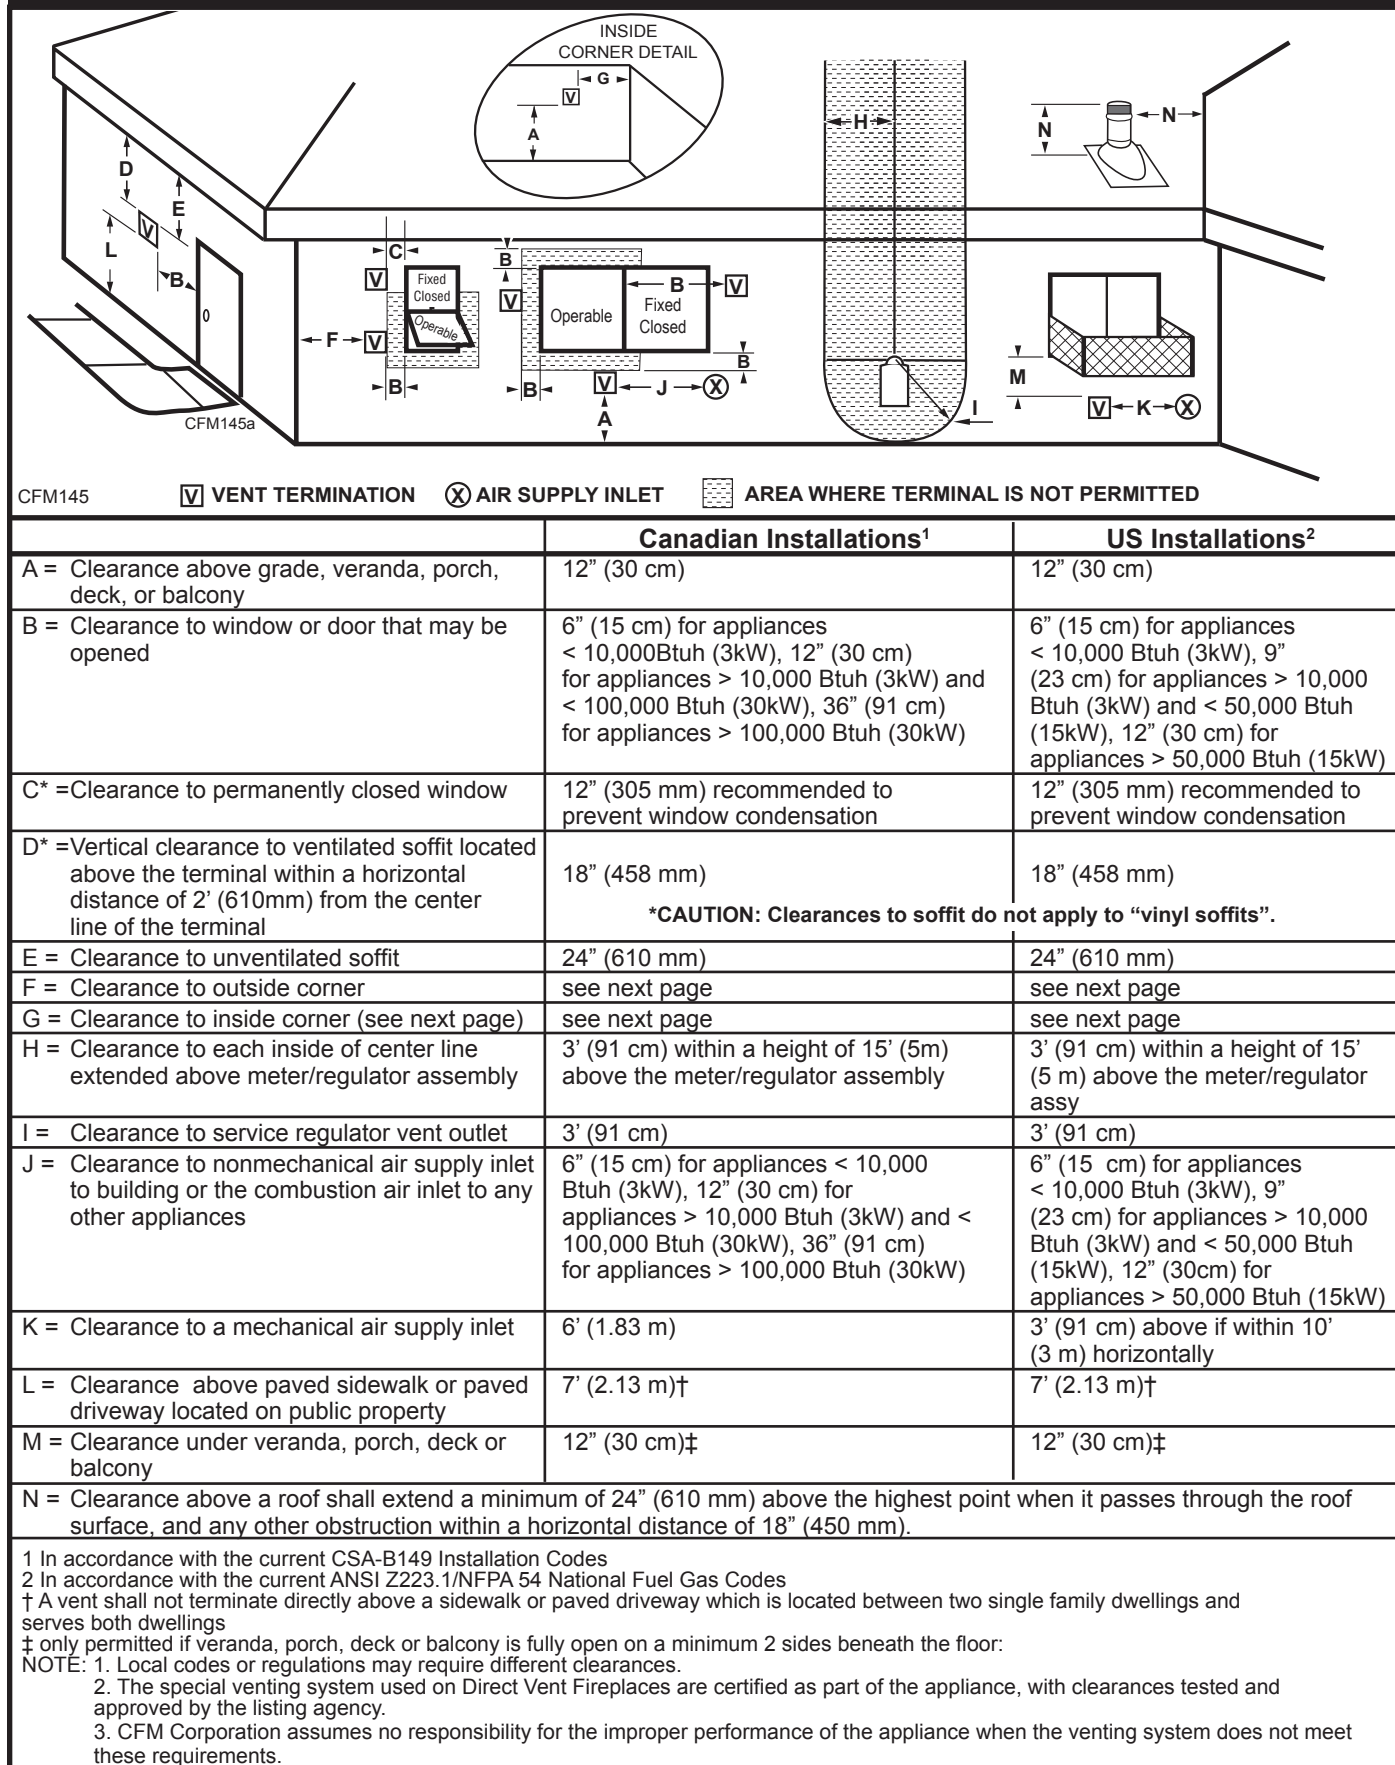 INSIDE
CORNER DETAIL
G
V
A
H
N
N
D
E
L
V
B
C
V
Fixed
Closed
Operable
F
V
B
B
V
Operable
B
V
Fixed
Closed
B
B
V
J
X
A
I
M
V
K
X
CFM145a
CFM145
V VENT TERMINATION X AIR SUPPLY INLET AREA WHERE TERMINAL IS NOT PERMITTED
Canadian Installations¹ US Installations²
A = Clearance above grade, veranda, porch,
deck, or balcony
12” (30 cm)
12” (30 cm)
B = Clearance to window or door that may be
opened
6” (15 cm) for appliances
< 10,000Btuh (3kW), 12” (30 cm)
for appliances > 10,000 Btuh (3kW) and
< 100,000 Btuh (30kW), 36” (91 cm)
for appliances > 100,000 Btuh (30kW)
6” (15 cm) for appliances
< 10,000 Btuh (3kW), 9”
(23 cm) for appliances > 10,000
Btuh (3kW) and < 50,000 Btuh
(15kW), 12” (30 cm) for
appliances > 50,000 Btuh (15kW)
C* =Clearance to permanently closed window
12” (305 mm) recommended to
prevent window condensation
12” (305 mm) recommended to
prevent window condensation
D* =Vertical clearance to ventilated soffit located
above the terminal within a horizontal
distance of 2’ (610mm) from the center
line of the terminal
18” (458 mm)
18” (458 mm)
*CAUTION: Clearances to soffit do not apply to “vinyl soffits”.
E = Clearance to unventilated soffit
24” (610 mm)
24” (610 mm)
F = Clearance to outside corner
see next page
see next page
G = Clearance to inside corner (see next page)
see next page
see next page
H = Clearance to each inside of center line
extended above meter/regulator assembly
3’ (91 cm) within a height of 15’ (5m)
above the meter/regulator assembly
3’ (91 cm) within a height of 15’
(5 m) above the meter/regulator
assy
I = Clearance to service regulator vent outlet
3’ (91 cm)
3’ (91 cm)
J = Clearance to nonmechanical air supply inlet
to building or the combustion air inlet to any
other appliances
6” (15 cm) for appliances < 10,000
Btuh (3kW), 12” (30 cm) for
appliances > 10,000 Btuh (3kW) and <
100,000 Btuh (30kW), 36” (91 cm)
for appliances > 100,000 Btuh (30kW)
6” (15 cm) for appliances
< 10,000 Btuh (3kW), 9”
(23 cm) for appliances > 10,000
Btuh (3kW) and < 50,000 Btuh
(15kW), 12” (30cm) for
appliances > 50,000 Btuh (15kW)
K = Clearance to a mechanical air supply inlet
6’ (1.83 m)
3’ (91 cm) above if within 10’
(3 m) horizontally
L = Clearance above paved sidewalk or paved
driveway located on public property
7’ (2.13 m)†
7’ (2.13 m)†
M = Clearance under veranda, porch, deck or
balcony
12” (30 cm)‡
12” (30 cm)‡
N = Clearance above a roof shall extend a minimum of 24” (610 mm) above the highest point when it passes through the roof
surface, and any other obstruction within a horizontal distance of 18” (450 mm).
1 In accordance with the current CSA-B149 Installation Codes
2 In accordance with the current ANSI Z223.1/NFPA 54 National Fuel Gas Codes
† A vent shall not terminate directly above a sidewalk or paved driveway which is located between two single family dwellings and
serves both dwellings
‡ only permitted if veranda, porch, deck or balcony is fully open on a minimum 2 sides beneath the floor:
NOTE: 1. Local codes or regulations may require different clearances.
2. The special venting system used on Direct Vent Fireplaces are certified as part of the appliance, with clearances tested and
approved by the listing agency.
3. CFM Corporation assumes no responsibility for the improper performance of the appliance when the venting system does not meet
these requirements.